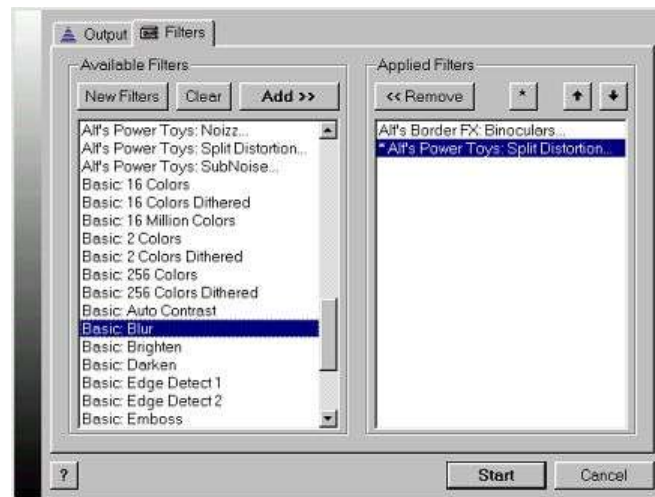 Output Filters
Available Filters
New Filters Clear Add >>
Alf's Power Toys: Noizz...
Alf's Power Toys: Split Distortion...
Alf's Power Toys: SubNoise...
Basic: 16 Colors
Basic: 16 Colors Dithered
Basic: 16 Million Colors
Basic: 2 Colors
Basic: 2 Colors Dithered
Basic: 256 Colors
Basic: 256 Colors Dithered
Basic: Auto Contrast
Basic: Blur
Basic: Brighten
Basic: Darken
Basic: Edge Detect 1
Basic: Edge Detect 2
Basic: Emboss
Applied Filters
<< Remove *
Alf's Border FX: Binoculars...
* Alf's Power Toys: Split Distortion...
? Start Cancel